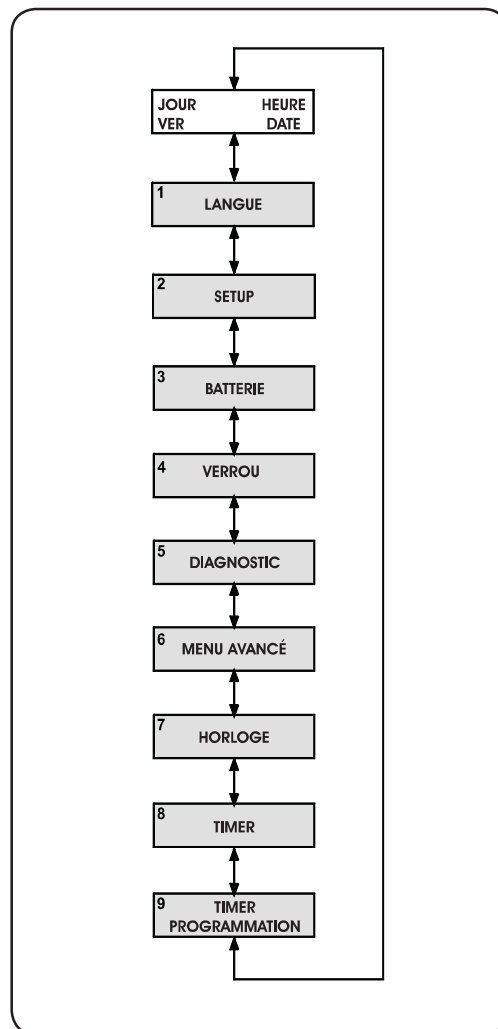 JOUR HEURE
VER DATE
1
LANGUE
2
SETUP
3
BATTERIE
4
VERROU
5
DIAGNOSTIC
6
MENU AVANCÉ
7
HORLOGE
8
TIMER
9
TIMER
PROGRAMMATION